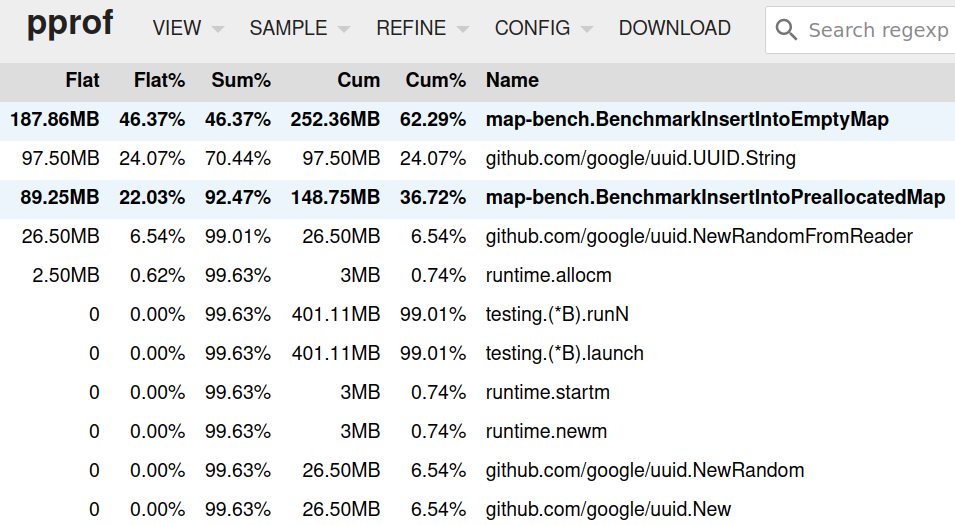 pprof VIEW SAMPLE REFINE CONFIG DOWNLOAD Search regexp
Flat Flat% Sum% Cum Cum% Name
187.86MB 46.37% 46.37% 252.36MB 62.29% map-bench.BenchmarkInsertIntoEmptyMap
97.50MB 24.07% 70.44% 97.50MB 24.07% github.com/google/uuid.UUID.String
89.25MB 22.03% 92.47% 148.75MB 36.72% map-bench.BenchmarkInsertIntoPreallocatedMap
26.50MB 6.54% 99.01% 26.50MB 6.54% github.com/google/uuid.NewRandomFromReader
2.50MB 0.62% 99.63% 3MB 0.74% runtime.allocm
0 0.00% 99.63% 401.11MB 99.01% testing.(*B).runN
0 0.00% 99.63% 401.11MB 99.01% testing.(*B).launch
0 0.00% 99.63% 3MB 0.74% runtime.startm
0 0.00% 99.63% 3MB 0.74% runtime.newm
0 0.00% 99.63% 26.50MB 6.54% github.com/google/uuid.NewRandom
0 0.00% 99.63% 26.50MB 6.54% github.com/google/uuid.New